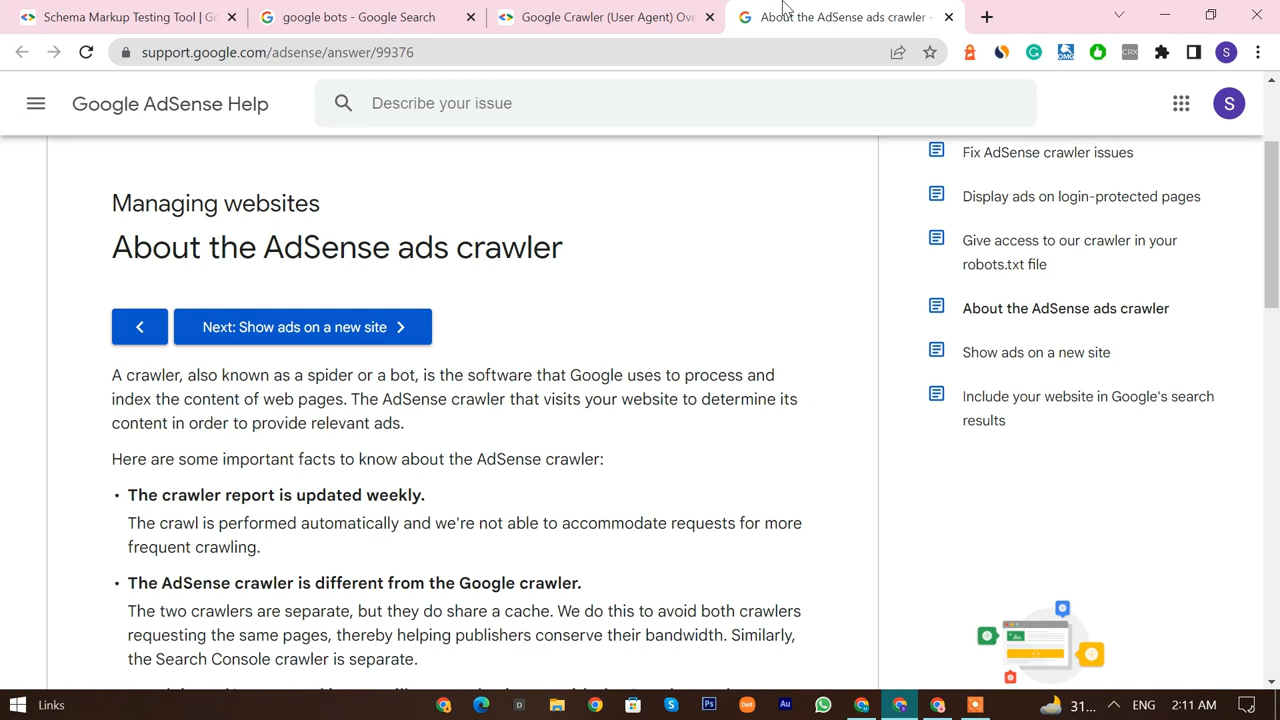 Schema Markup Testing Tool | Go
google bots - Google Search
Google Crawler (User Agent) Ove
About the AdSense ads crawler -
support.google.com/adsense/answer/99376
CRX
S
Google AdSense Help
Describe your issue
S
Managing websites
About the AdSense ads crawler
Next: Show ads on a new site
A crawler, also known as a spider or a bot, is the software that Google uses to process and
index the content of web pages. The AdSense crawler that visits your website to determine its
content in order to provide relevant ads.
Here are some important facts to know about the AdSense crawler:
• The crawler report is updated weekly.
The crawl is performed automatically and we're not able to accommodate requests for more
frequent crawling.
• The AdSense crawler is different from the Google crawler.
The two crawlers are separate, but they do share a cache. We do this to avoid both crawlers
requesting the same pages, thereby helping publishers conserve their bandwidth. Similarly,
the Search Console crawler is separate.
Fix AdSense crawler issues
Display ads on login-protected pages
Give access to our crawler in your
robots.txt file
About the AdSense ads crawler
Show ads on a new site
Include your website in Google's search
results
Links
31...
ENG
2:11 AM